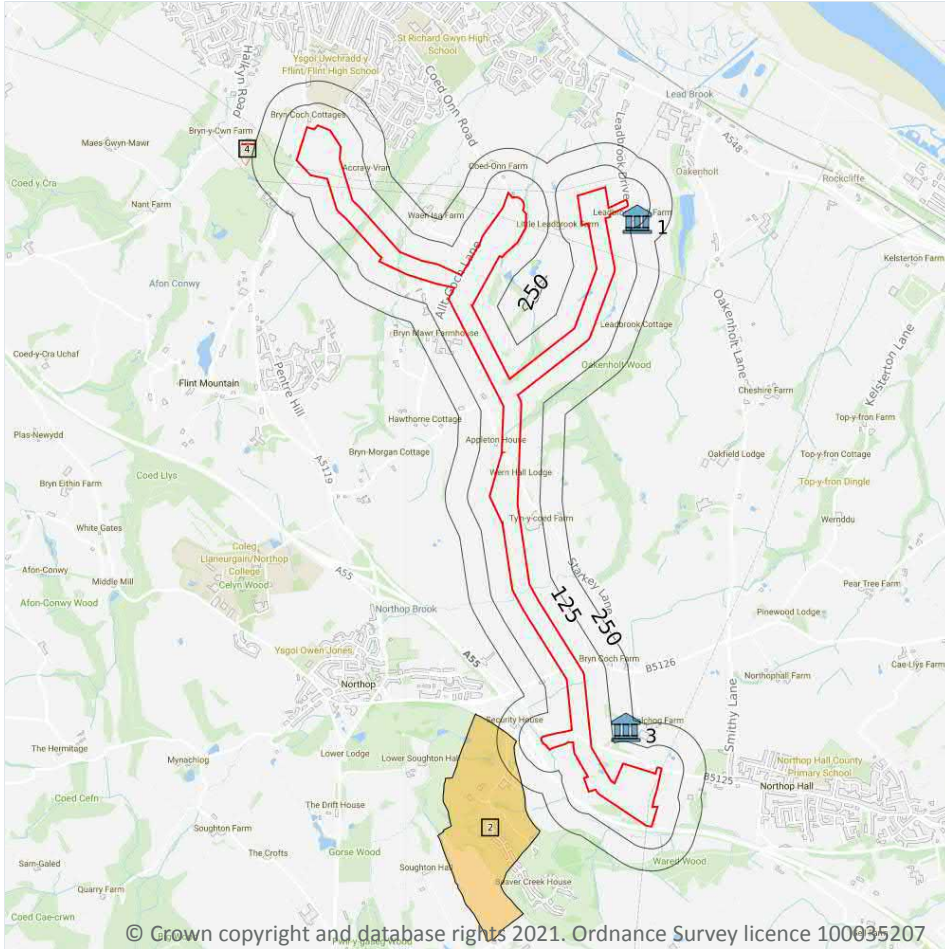 St Richard Gwyn High
School
Ysgol Uwchradd y
Fflint/Flint High School
Halkyn Road
Coed Onn Road
Lead Brook
Bryn-Coch Cottages
Leadbrook Drive
A548
Bryn-y-Cwn Farm
Maes-Gwyn-Mawr
4
Accray-Vran
Coed-Onn Farm
Oakenholt
Rockcliffe
Coed y Cra
Nant Farm
Waen-Isa Farm
Little Leadbrook Farm
1
Allt-Goch Lane
Kelsterton Farm
Afon Conwy
250
Oakenholt Lane
Leadbrook Cottage
Bryn Mawr Farmhouse
Kelsterton Lane
Coed-y-Cra Uchaf
Pentre Hill
Oakenholt Wood
Flint Mountain
Cheshire Farm
Hawthorne Cottage
Top-y-fron Farm
Plas-Newydd
Appleton House
Bryn-Morgan Cottage
Oakfield Lodge
Top-y-fron Cottage
A5119
Coed Llys
Wern Hall Lodge
Top-y-fron Dingle
Bryn Eithin Farm
Tyn-y-coed Farm
Wernddu
White Gates
Coleg
Llaneurgain/Northop
College
Celyn Wood
Afon-Conwy
A55
Starkey Lane
Middle Mill
Pear Tree Farm
Afon-Conwy Wood
Northop Brook
125
250
Pinewood Lodge
Ysgol Owen Jones
A55
Bryn Coch Farm
B5126
Cae-Llys Farm
Northop
Northophall Farm
Smithy Lane
Security House
3
The Hermitage
Lower Lodge
Lower Soughton Hall
Mynachlog
Northop Hall County
Primary School
B5125
Northop Hall
Coed Cefn
The Drift House
Soughton Farm
2
The Crofts
Gorse Wood
Sam-Galed
Soughton Hall
Wared Wood
Quarry Farm
Beaver Creek House
Coed Cae-crwn
© Crown copyright and database rights 2021. Ordnance Survey licence 100035207